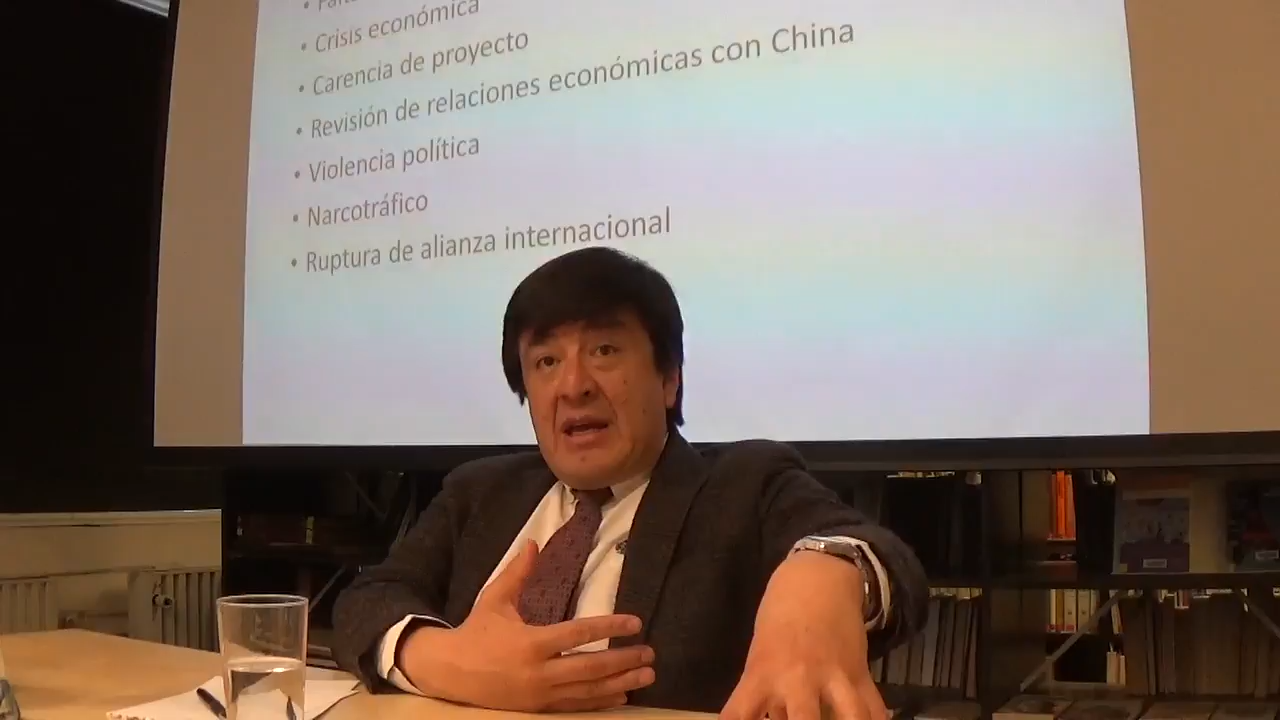 • Crisis económica
• Carencia de proyecto
• Revisión de relaciones económicas con China
• Violencia política
• Narcotráfico
• Ruptura de alianza internacional